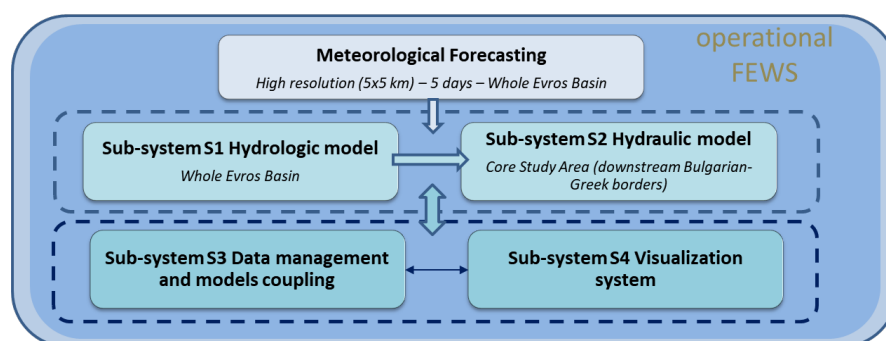 operational
FEWS
Meteorological Forecasting
High resolution (5x5 km) – 5 days – Whole Evros Basin
Sub-system S1 Hydrologic model
Whole Evros Basin
Sub-system S2 Hydraulic model
Core Study Area (downstream Bulgarian-
Greek borders)
Sub-system S3 Data management
and models coupling
Sub-system S4 Visualization
system